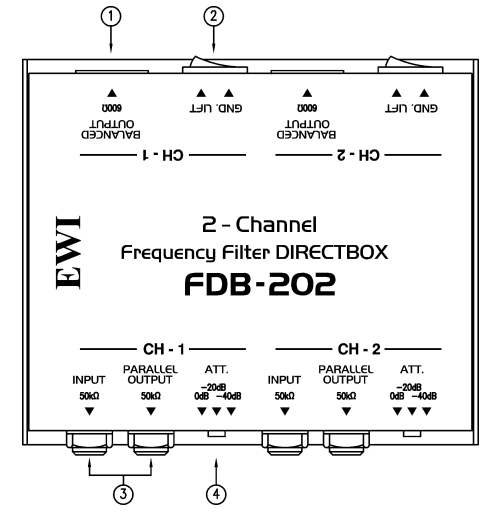 1 2
BALANCED
OUTPUT
600Ω
GND. LIFT
BALANCED
OUTPUT
600Ω
GND. LIFT
CH - 1
CH - 2
EWI
2 - Channel
Frequency Filter DIRECTBOX
FDB-202
CH - 1
CH - 2
INPUT
50kΩ
PARALLEL
OUTPUT
50kΩ
ATT.
-20dB
0dB -40dB
INPUT
50kΩ
PARALLEL
OUTPUT
50kΩ
ATT.
-20dB
0dB -40dB
3 4